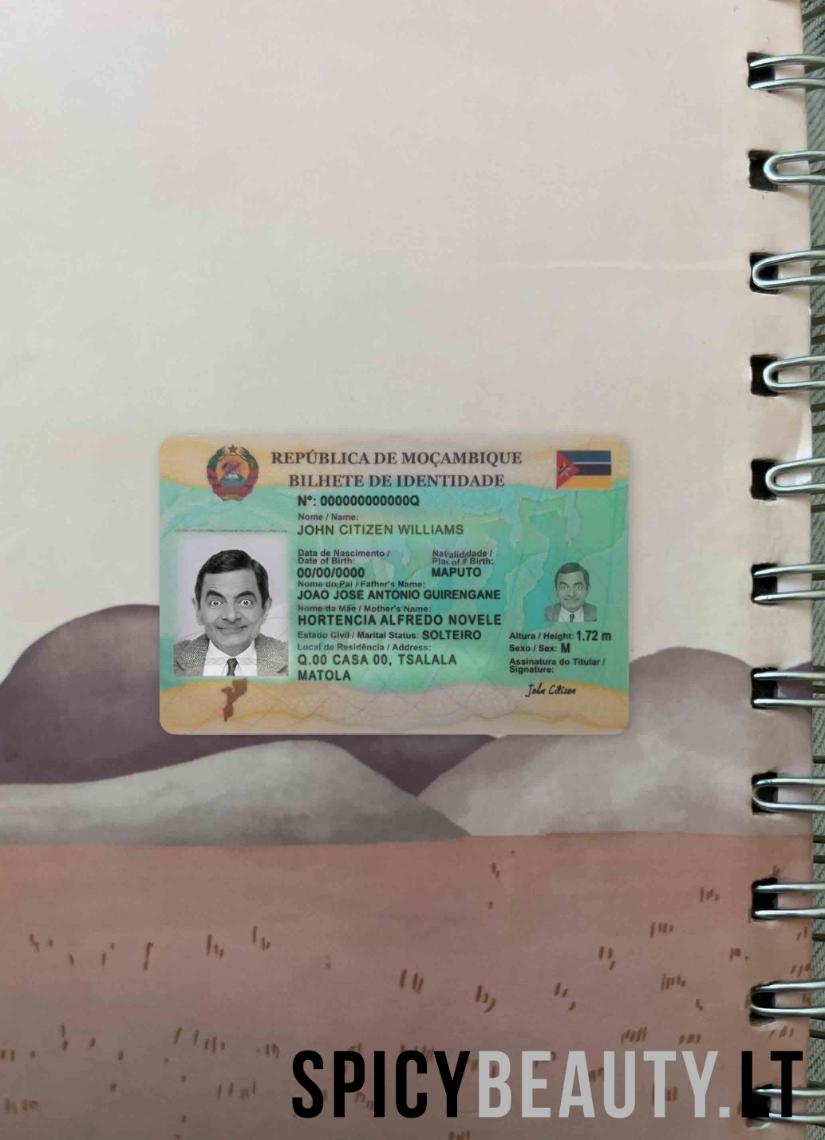 REPÚBLICA DE MOÇAMBIQUE
BILHETE DE IDENTIDADE
Nº: 000000000000Q
Nome / Name:
JOHN CITIZEN WILLIAMS
Data de Nascimento / Date of Birth:
00/00/0000
Naturalidade / Place of Birth:
MAPUTO
Nome do Pai / Father's Name:
JOAO JOSE ANTONIO GUIRENGANE
Nome da Mãe / Mother's Name:
HORTENCIA ALFREDO NOVELE
Estado Civil / Marital Status: SOLTEIRO
Local de Residência / Address:
Q.00 CASA 00, TSALALA
MATOLA
Altura / Height: 1.72 m
Sexo / Sex: M
Assinatura do Titular /
Signature:
John Citizen
SPICYBEAUTY.LT